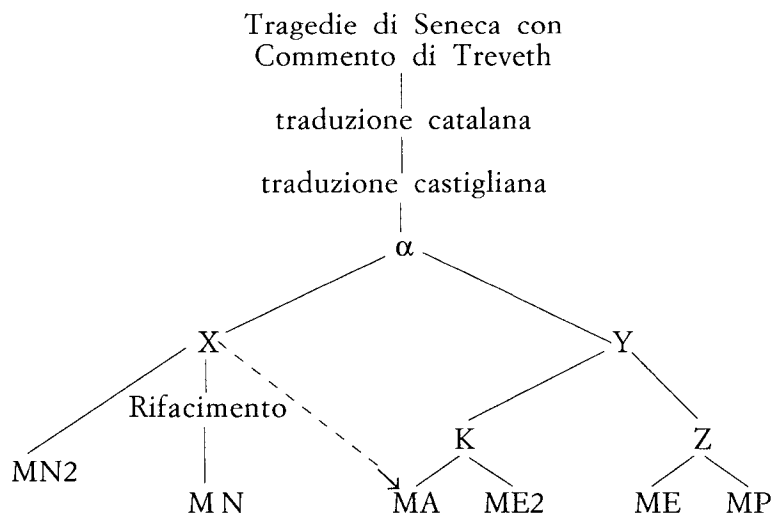 Tragedie di Seneca con
Commento di Treveth
traduzione catalana
traduzione castigliana
α
X Y
Rifacimento
K Z
MN2
M N MA ME2 ME MP